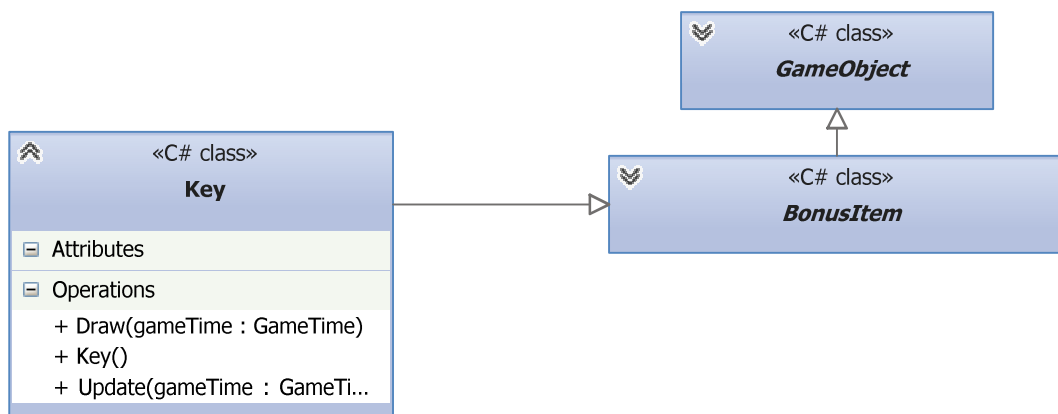 «C# class»
GameObject
«C# class»
Key
Attributes
Operations
+ Draw(gameTime : GameTime)
+ Key()
+ Update(gameTime : GameTi...
«C# class»
BonusItem